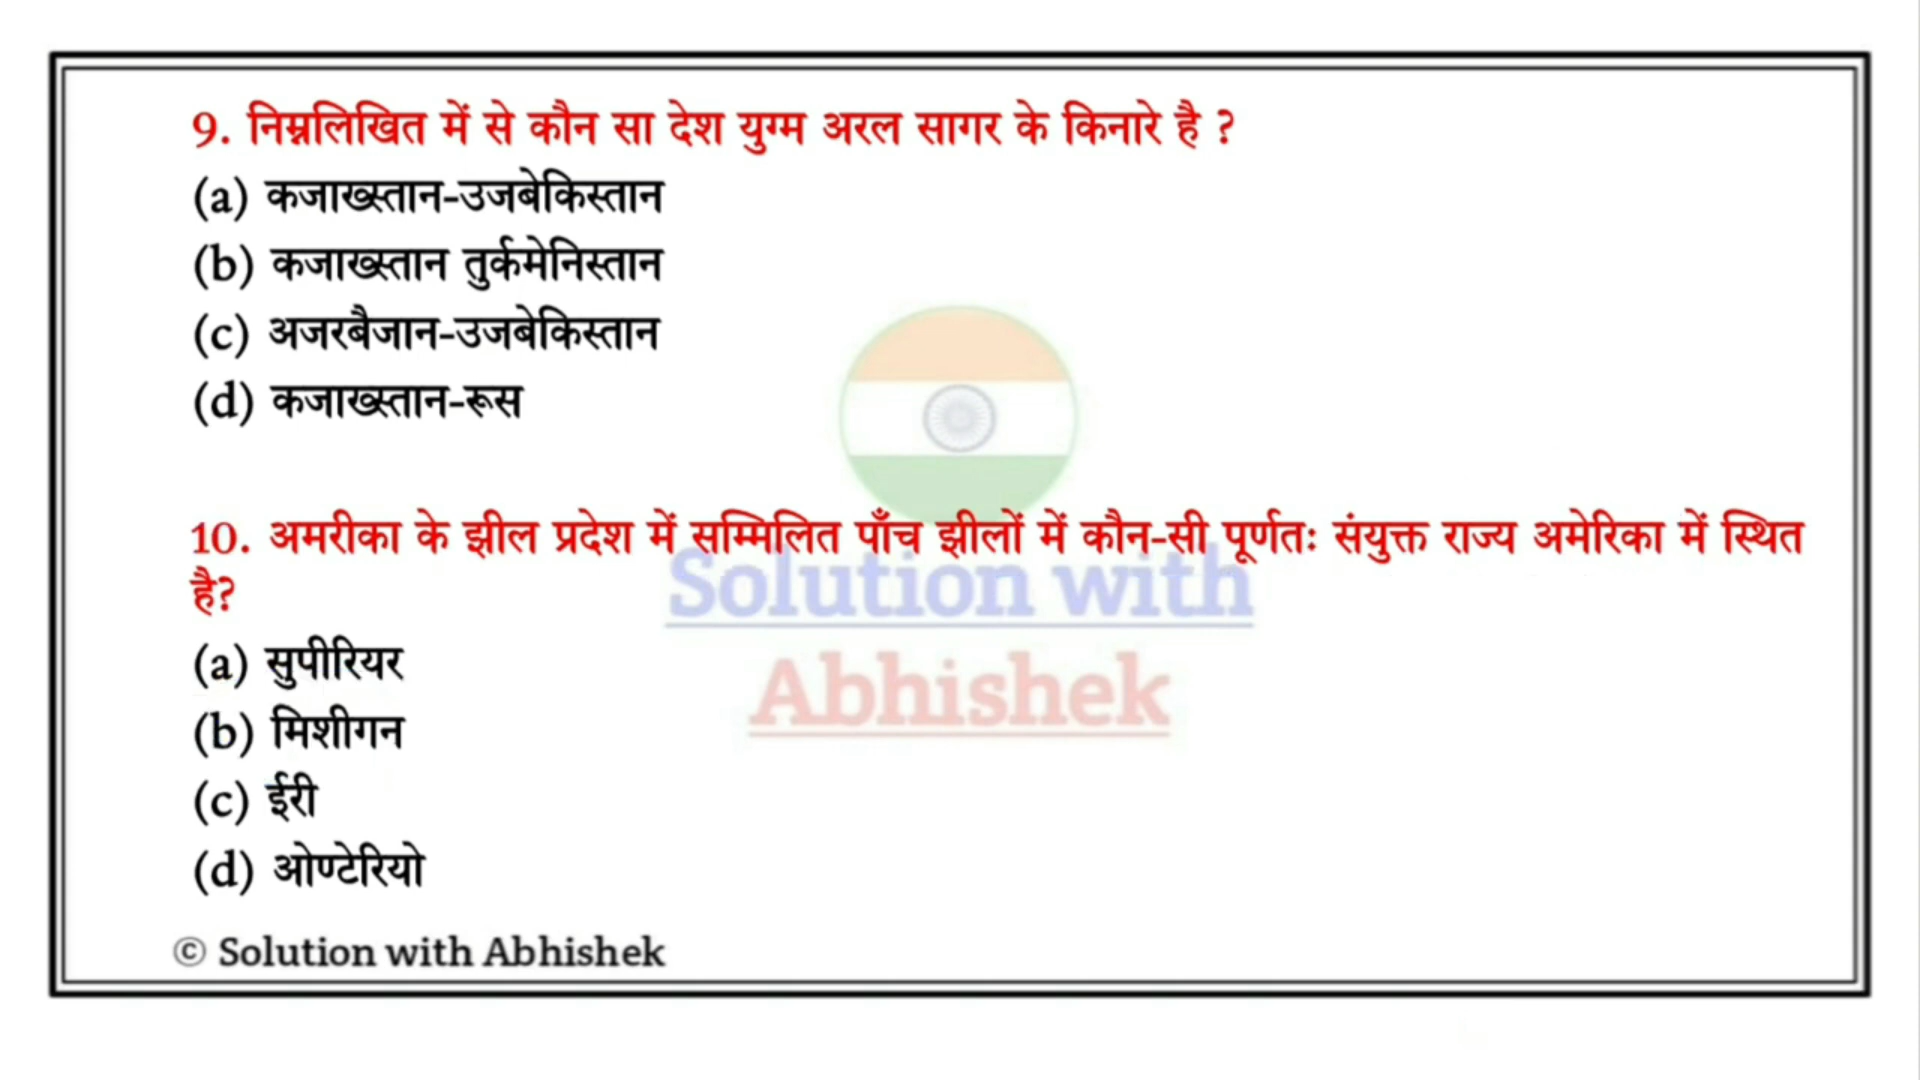 9. निम्नलिखित में से कौन सा देश युग्म अरल सागर के किनारे है ?
(a) कजाख्स्तान-उजबेकिस्तान
(b) कजाख्स्तान तुर्कमेनिस्तान
(c) अजरबैजान-उजबेकिस्तान
(d) कजाख्स्तान-रूस
10. अमरीका के झील प्रदेश में सम्मिलित पाँच झीलों में कौन-सी पूर्णतः संयुक्त राज्य अमेरिका में स्थित
है?
Solution with
Abhishek
(a) सुपीरियर
(b) मिशीगन
(c) ईरी
(d) ओण्टेरियो
© Solution with Abhishek